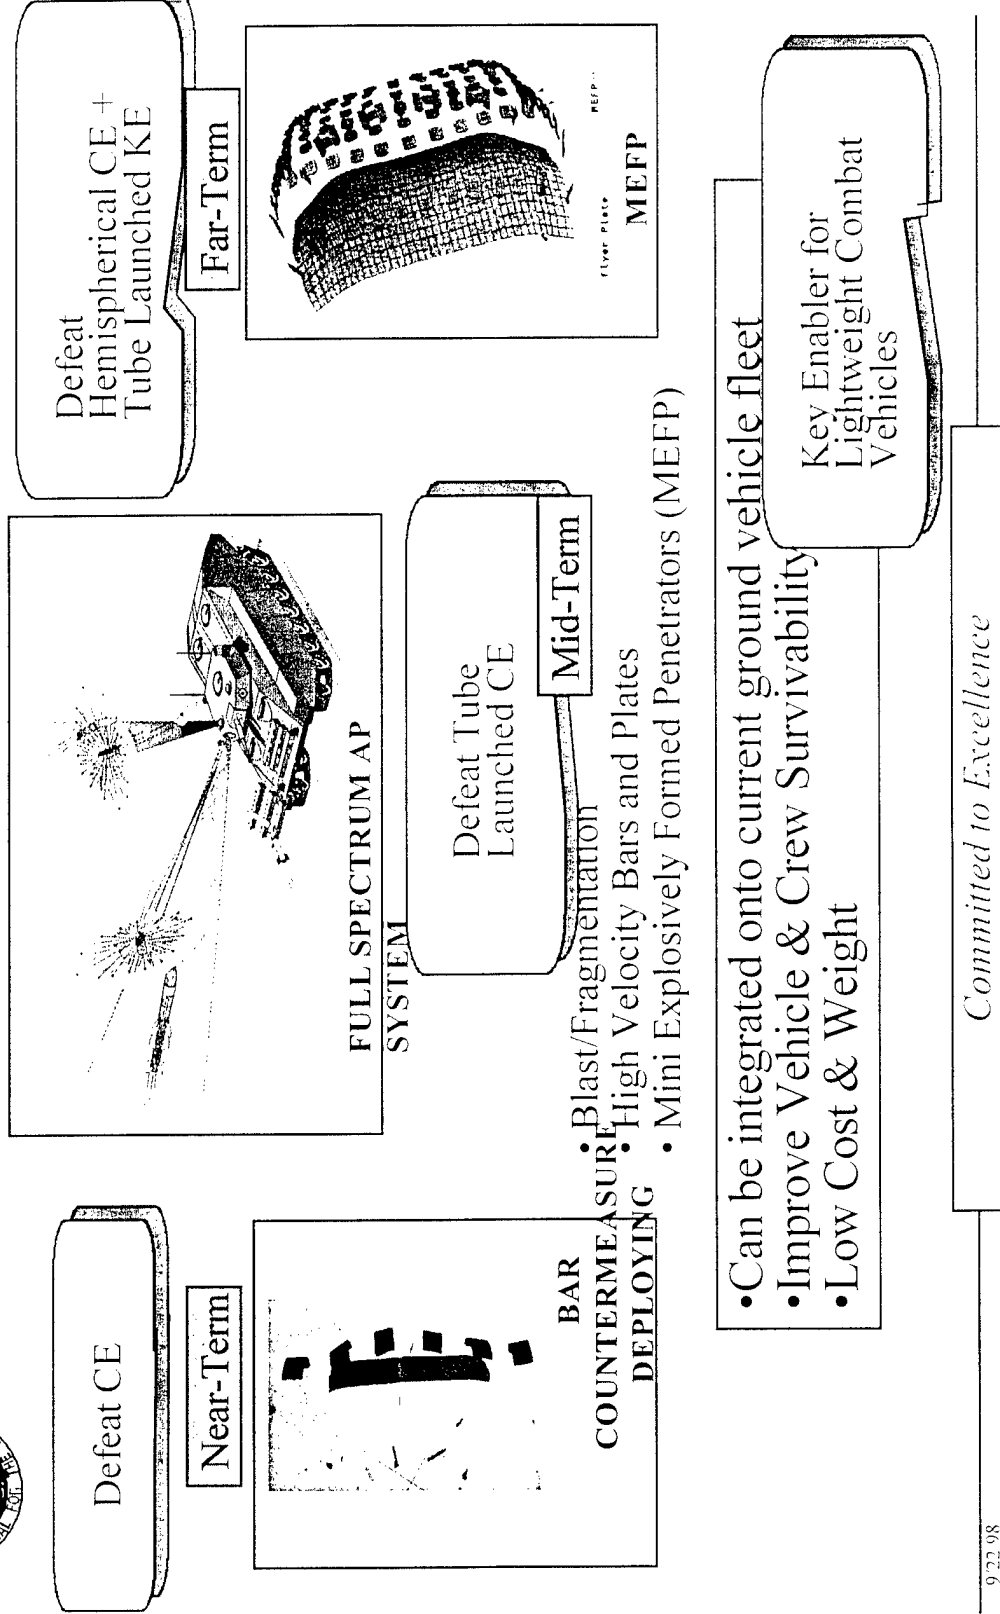 Defeat CE
Near-Term
BAR
COUNTERMEASURE
DEPLOYING
FULL SPECTRUM AP
SYSTEM
Defeat Tube
Launched CE
Mid-Term
Defeat
Hemispherical CE+
Tube Launched KE
Far-Term
Flyer Plate
MEFP
• Blast/Fragmentation
• High Velocity Bars and Plates
• Mini Explosively Formed Penetrators (MEFP)
•Can be integrated onto current ground vehicle fleet
•Improve Vehicle & Crew Survivability
•Low Cost & Weight
Key Enabler for
Lightweight Combat
Vehicles
Committed to Excellence
9/22/98
FOR THE